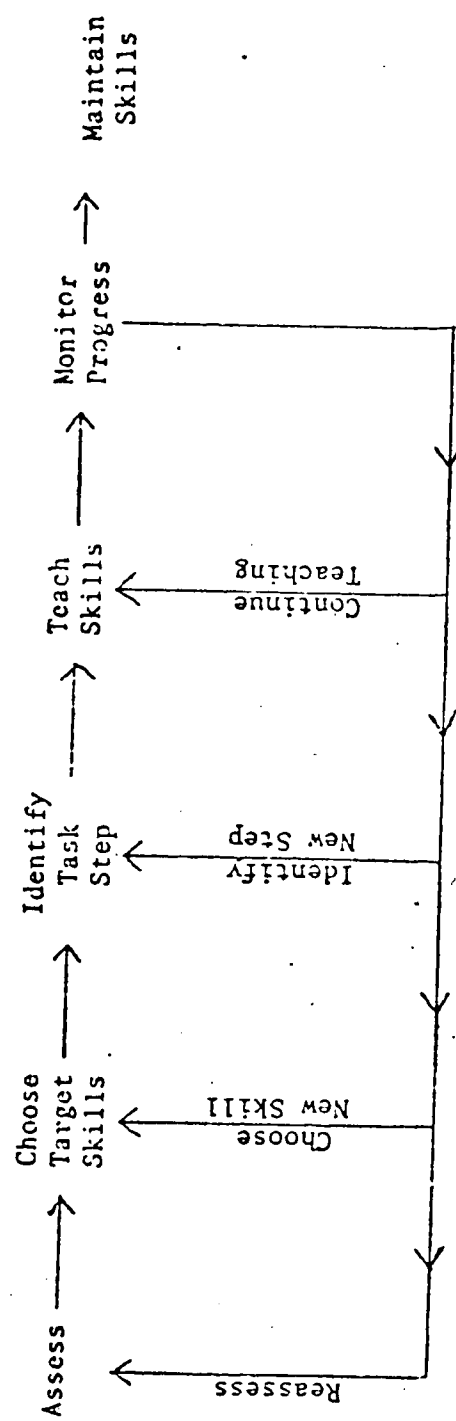 Assess
Choose
Target
Skills
Identify
Task
Step
Teach
Skills
Monitor
Progress
Maintain
Skills
Reassess
Choose
New Skill
Identify
New Step
Continue
Teaching